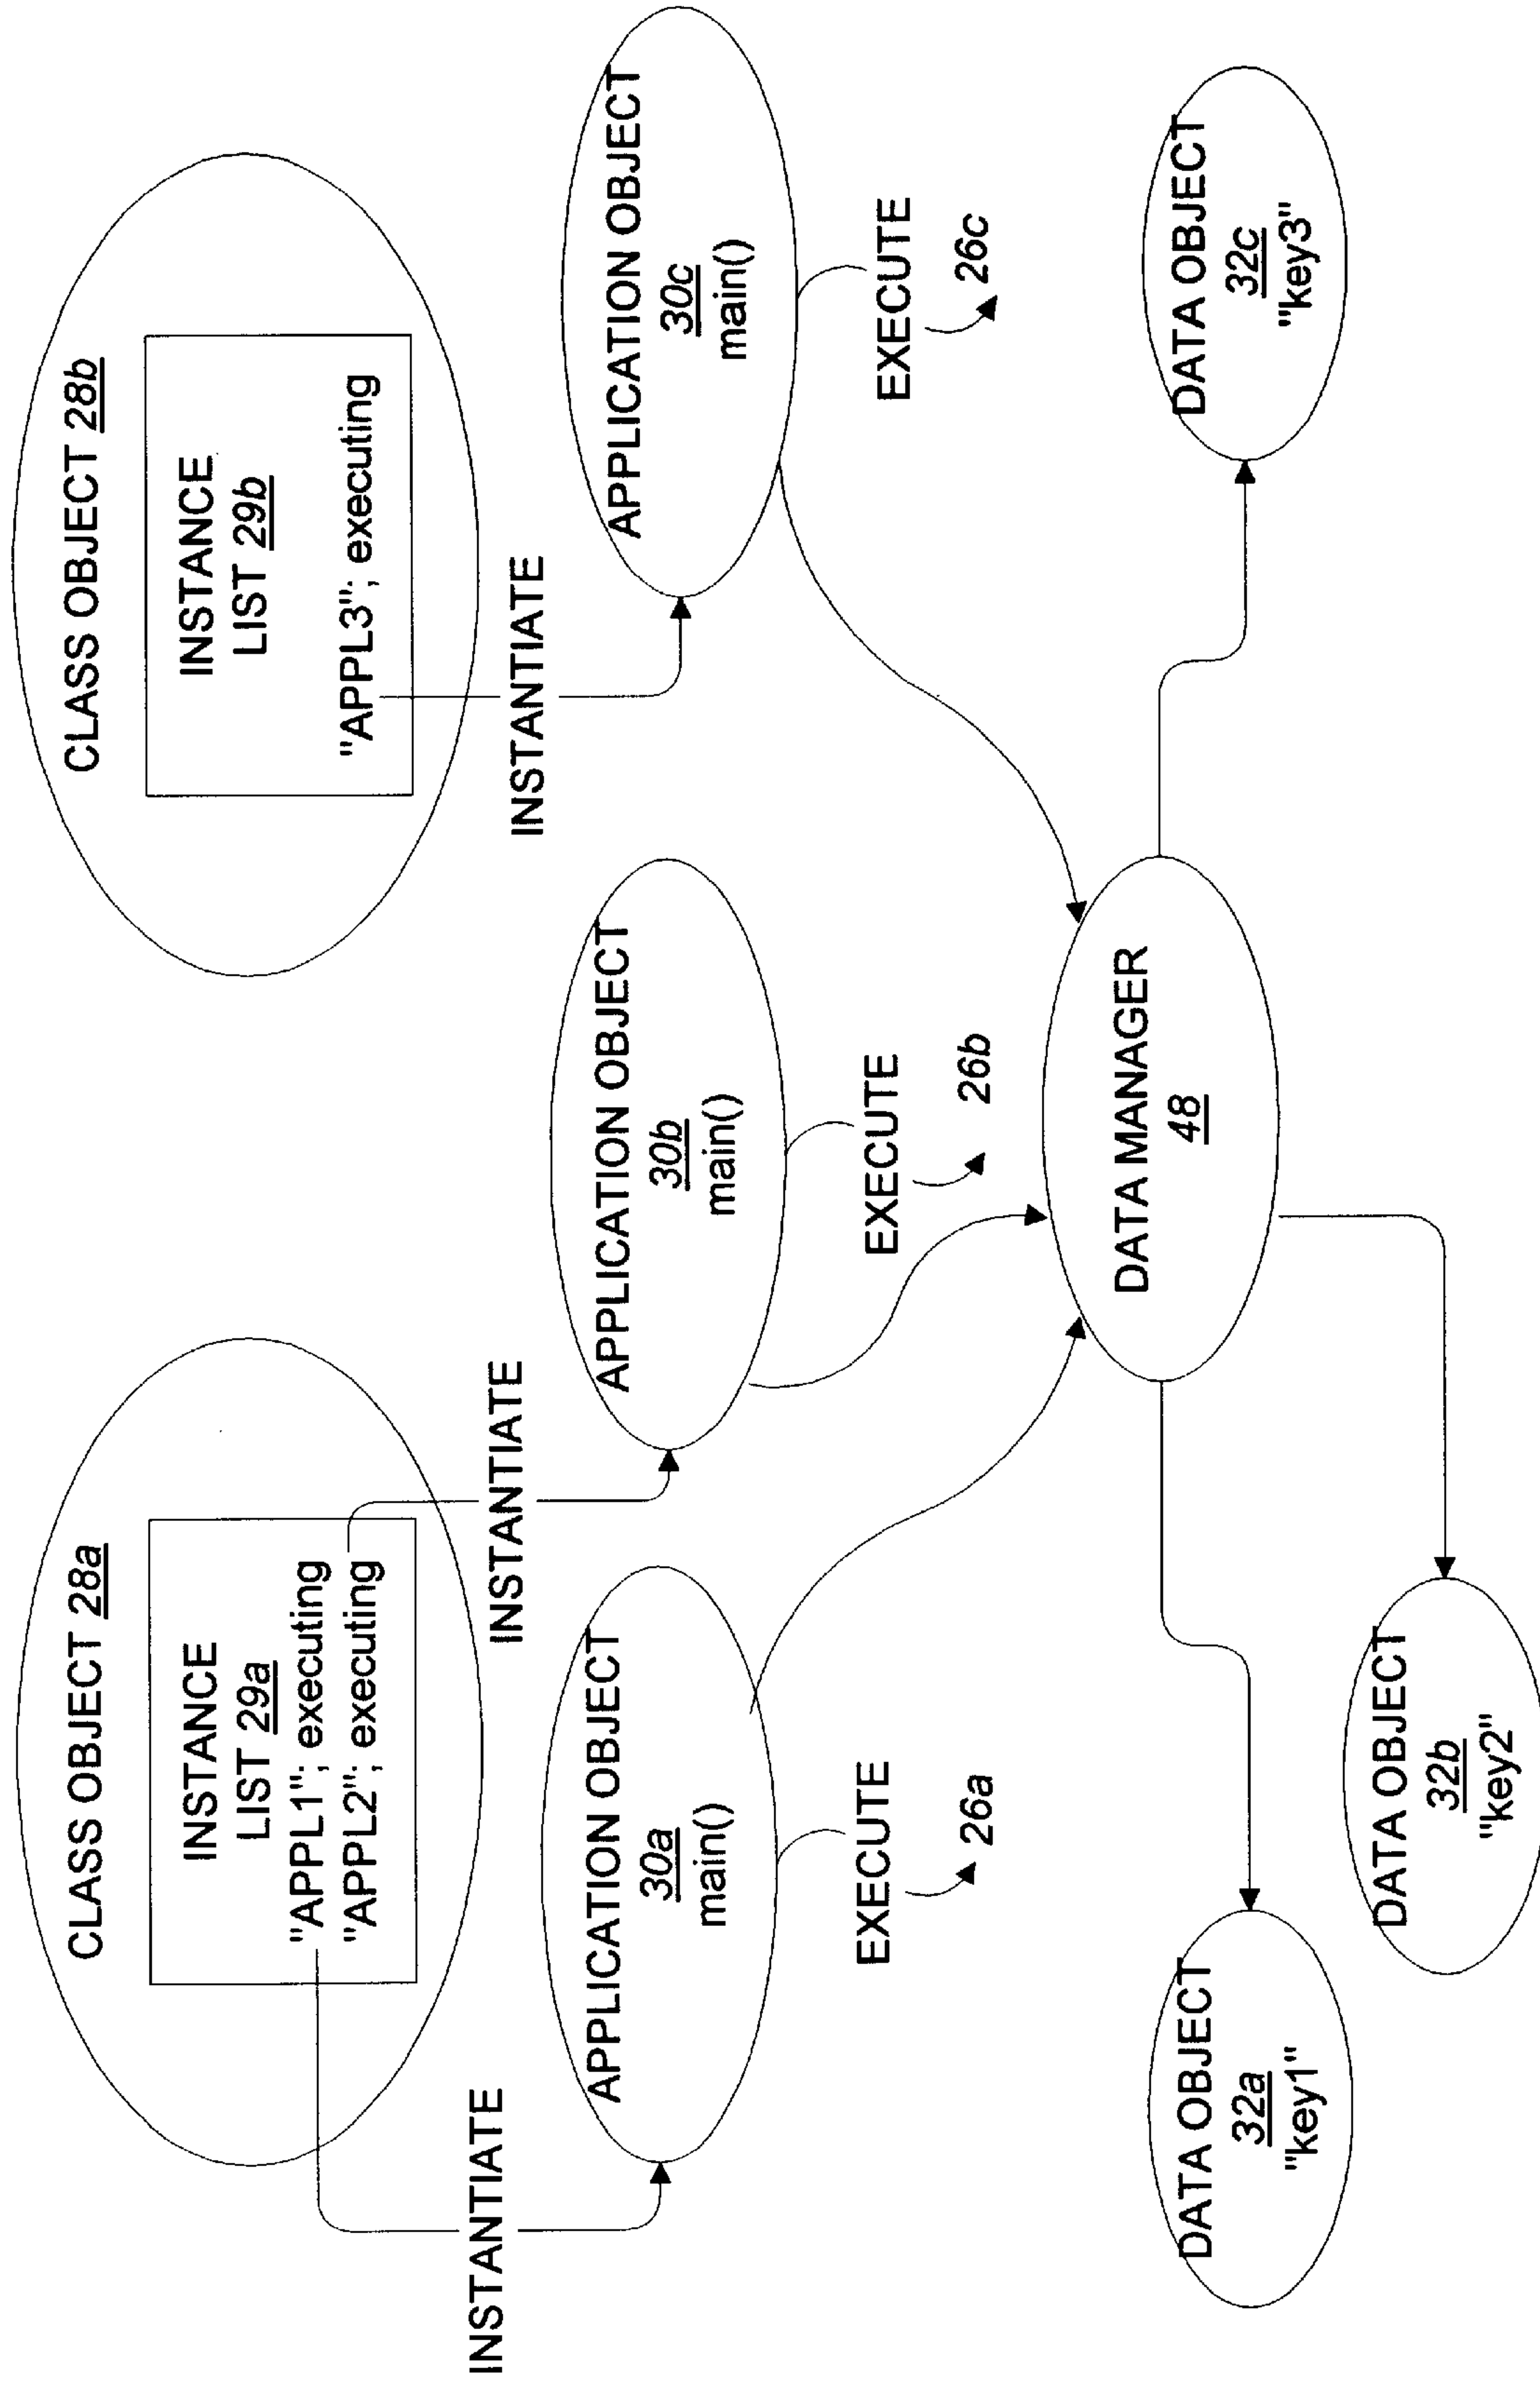 CLASS OBJECT 28a
INSTANCE
LIST 29a
"APPL1"; executing
"APPL2"; executing
CLASS OBJECT 28b
INSTANCE
LIST 29b
"APPL3"; executing
INSTANTIATE
INSTANTIATE
INSTANTIATE
APPLICATION OBJECT
30a
main()
APPLICATION OBJECT
30b
main()
APPLICATION OBJECT
30c
main()
EXECUTE
26a
EXECUTE
26b
EXECUTE
26c
DATA MANAGER
48
DATA OBJECT
32a
"key1"
DATA OBJECT
32b
"key2"
DATA OBJECT
32c
"key3"